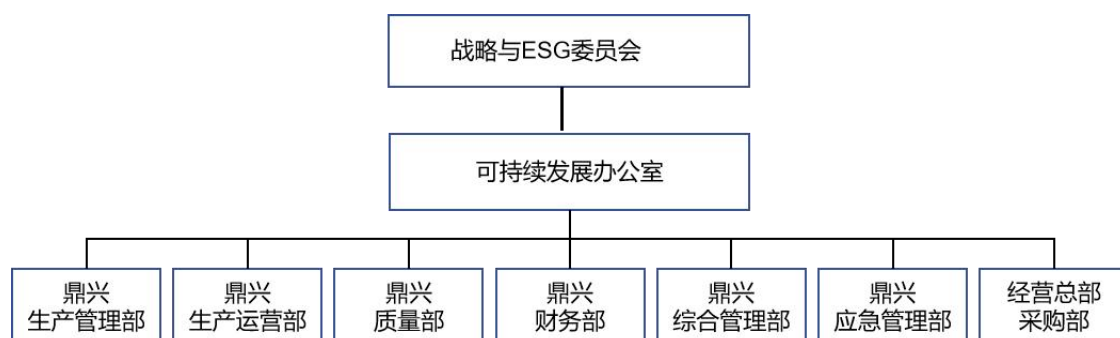 战略与ESG委员会
可持续发展办公室
鼎兴
生产管理部
鼎兴
生产运营部
鼎兴
质量部
鼎兴
财务部
鼎兴
综合管理部
鼎兴
应急管理部
经营总部
采购部